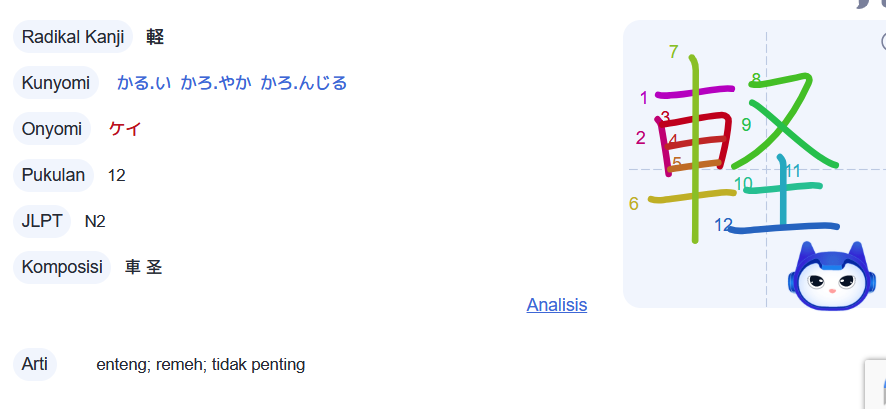 Radikal Kanji 軽
Kunyomi かる.い かろ.やか かろ.んじる
Onyomi ケイ
Pukulan 12
JLPT N2
Komposisi 車 圣
Analisis
Arti enteng; remeh; tidak penting
7
8
1
3
9
2
4
5
11
10
6
12